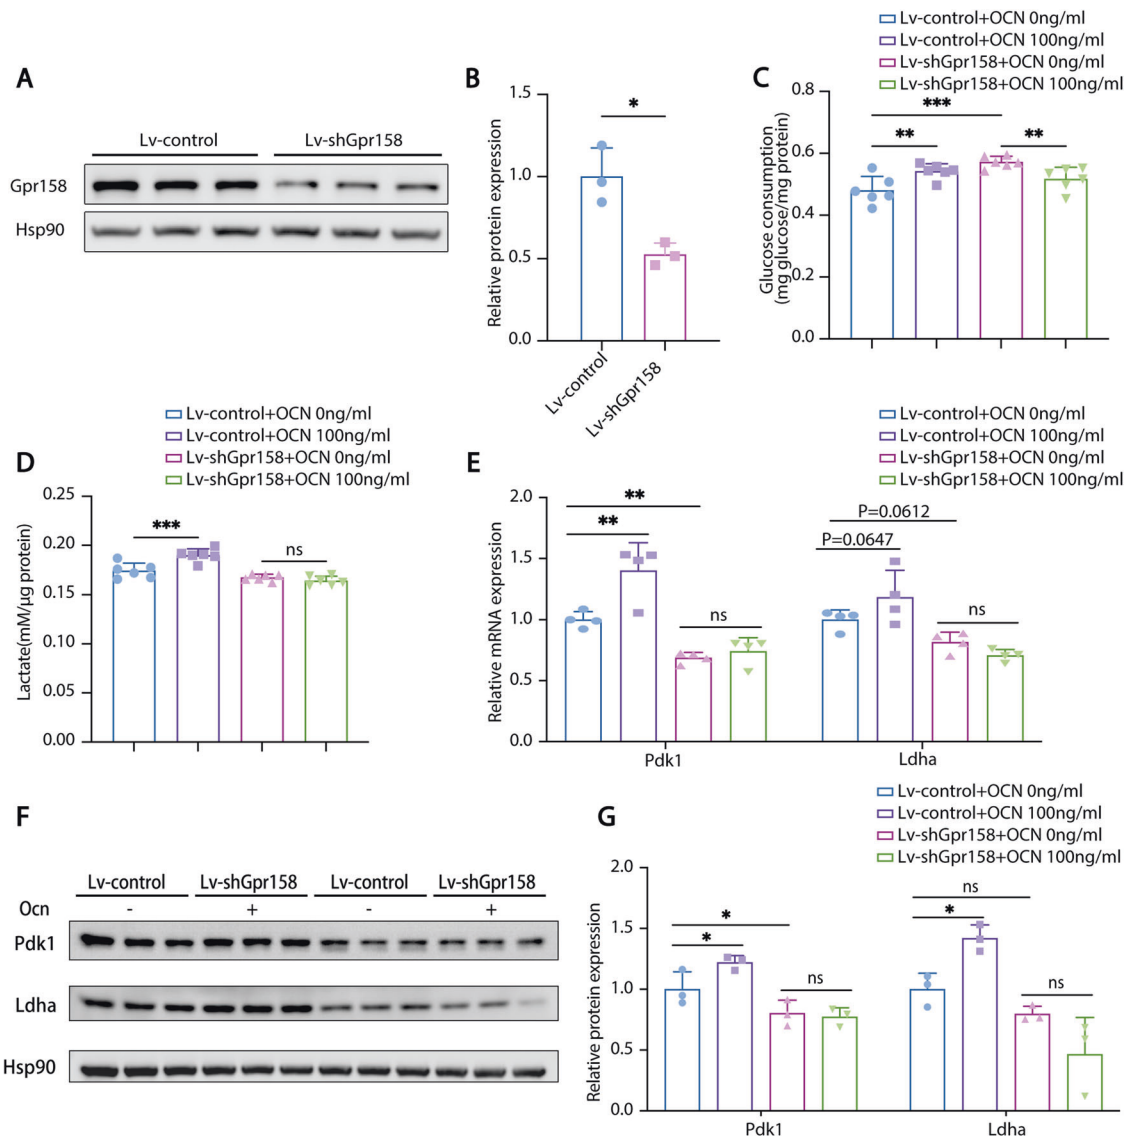 A
Lv-control Lv-shGpr158
Gpr158
Hsp90
B
Relative protein expression
1.5
1.0
0.5
0.0
*
Lv-control
Lv-shGpr158
Lv-control+OCN 0ng/ml
Lv-control+OCN 100ng/ml
Lv-shGpr158+OCN 0ng/ml
Lv-shGpr158+OCN 100ng/ml
C
Glucose consumption
(mg glucose/mg protein)
0.8
0.6
0.4
0.2
0.0
***
** **
Lv-control+OCN 0ng/ml
Lv-control+OCN 100ng/ml
Lv-shGpr158+OCN 0ng/ml
Lv-shGpr158+OCN 100ng/ml
D
Lactate(mM/μg protein)
0.25
0.20
0.15
0.10
0.05
0.00
*** ns
Lv-control+OCN 0ng/ml
Lv-control+OCN 100ng/ml
Lv-shGpr158+OCN 0ng/ml
Lv-shGpr158+OCN 100ng/ml
E
Relative mRNA expression
2.0
1.5
1.0
0.5
0.0
**
**
ns
P=0.0612
P=0.0647
ns
Pdk1 Ldha
F
Lv-control Lv-shGpr158 Lv-control Lv-shGpr158
Ocn - + - +
Pdk1
Ldha
Hsp90
Lv-control+OCN 0ng/ml
Lv-control+OCN 100ng/ml
Lv-shGpr158+OCN 0ng/ml
Lv-shGpr158+OCN 100ng/ml
G
Relative protein expression
2.0
1.5
1.0
0.5
0.0
*
*
ns
ns
*
ns
Pdk1 Ldha